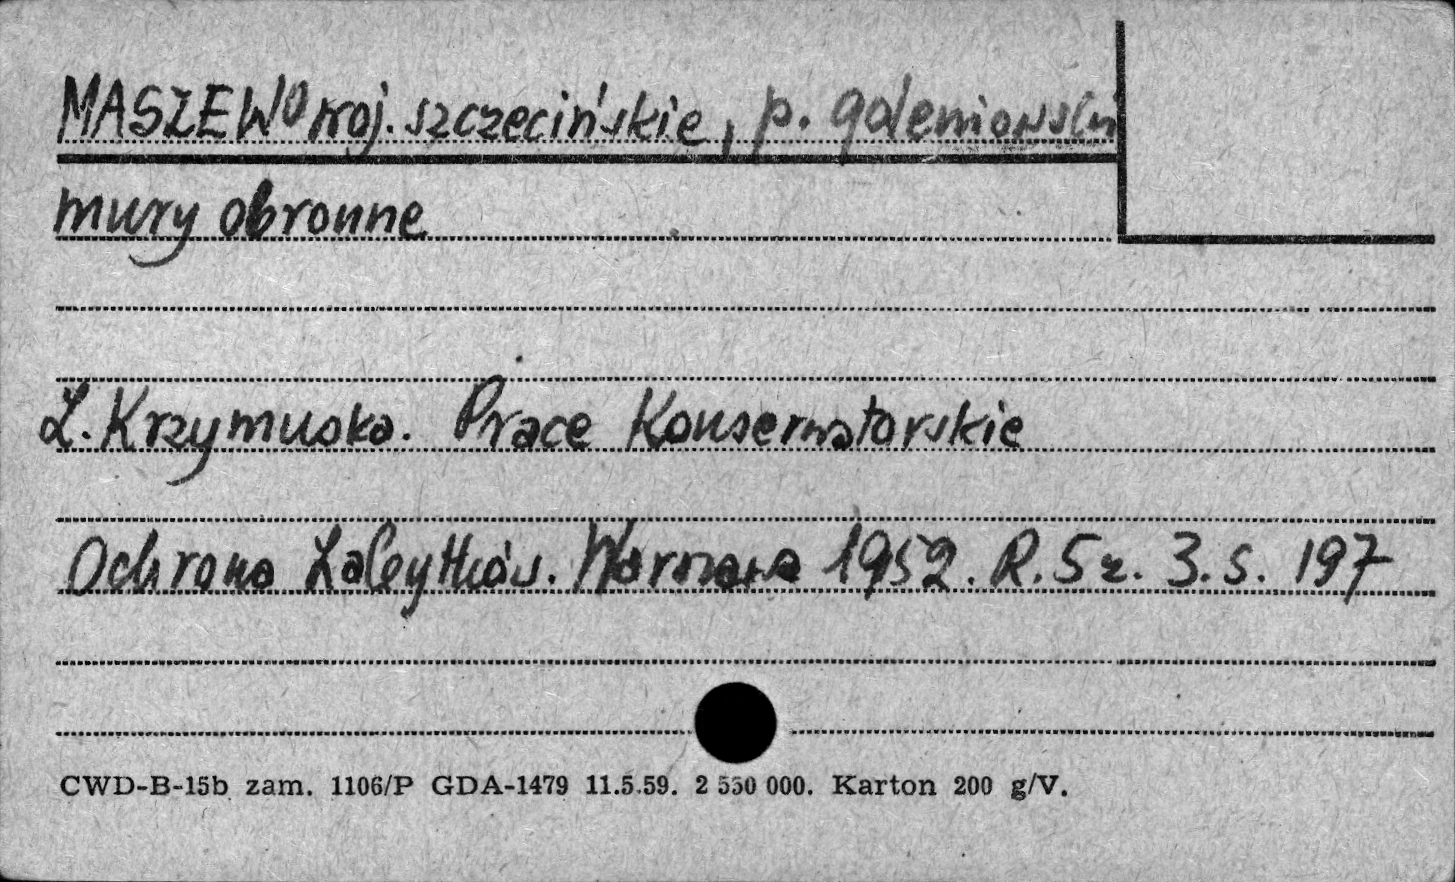 MASZEWO woj. szczecińskie, p. goleniowski
mury obronne
L. Krzymuska. Prace Konserwatorskie
Ochrona Zabytków. Warszawa 1952. R. 5 z. 3. s. 197
CWD-B-15b zam. 1106/P GDA-1479 11.5.59. 2 550 000. Karton 200 g/V.